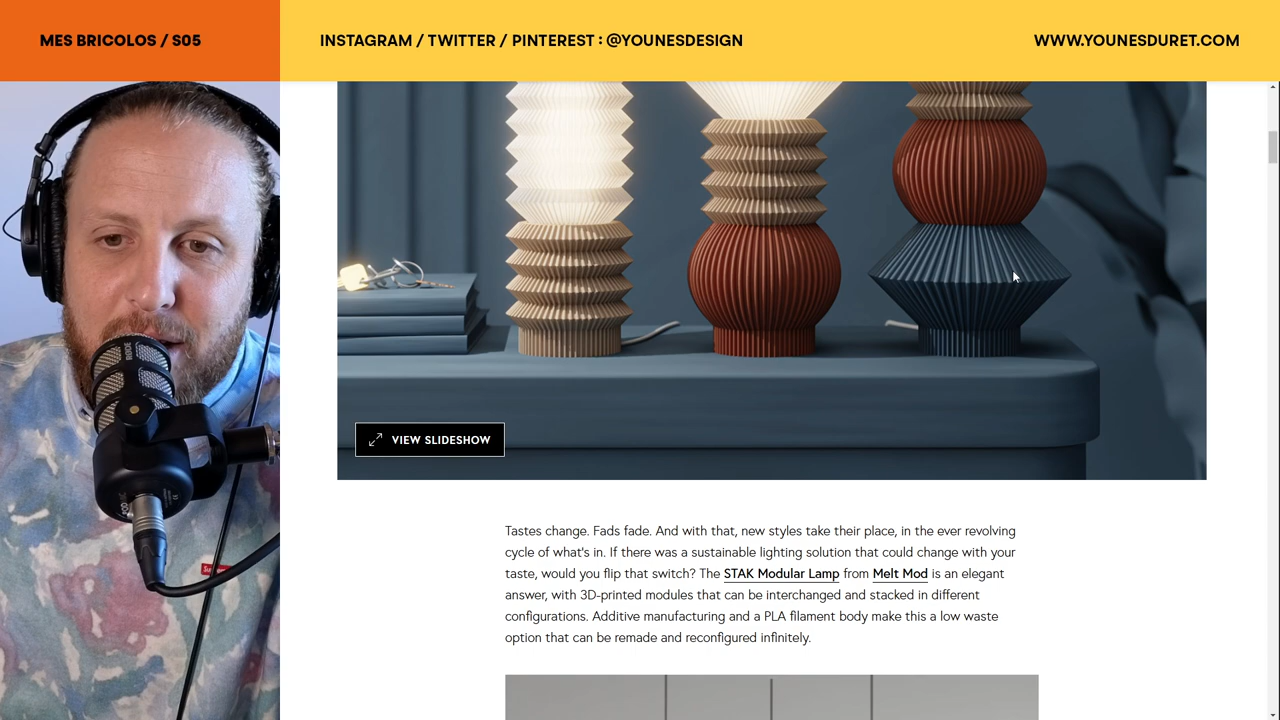 MES BRICOLOS / S05
INSTAGRAM / TWITTER / PINTEREST : @YOUNESDESIGN
WWW.YOUNESDURET.COM
RØDE
VIEW SLIDESHOW
Tastes change. Fads fade. And with that, new styles take their place, in the ever revolving
cycle of what's in. If there was a sustainable lighting solution that could change with your
taste, would you flip that switch? The STAK Modular Lamp from Melt Mod is an elegant
answer, with 3D-printed modules that can be interchanged and stacked in different
configurations. Additive manufacturing and a PLA filament body make this a low waste
option that can be remade and reconfigured infinitely.